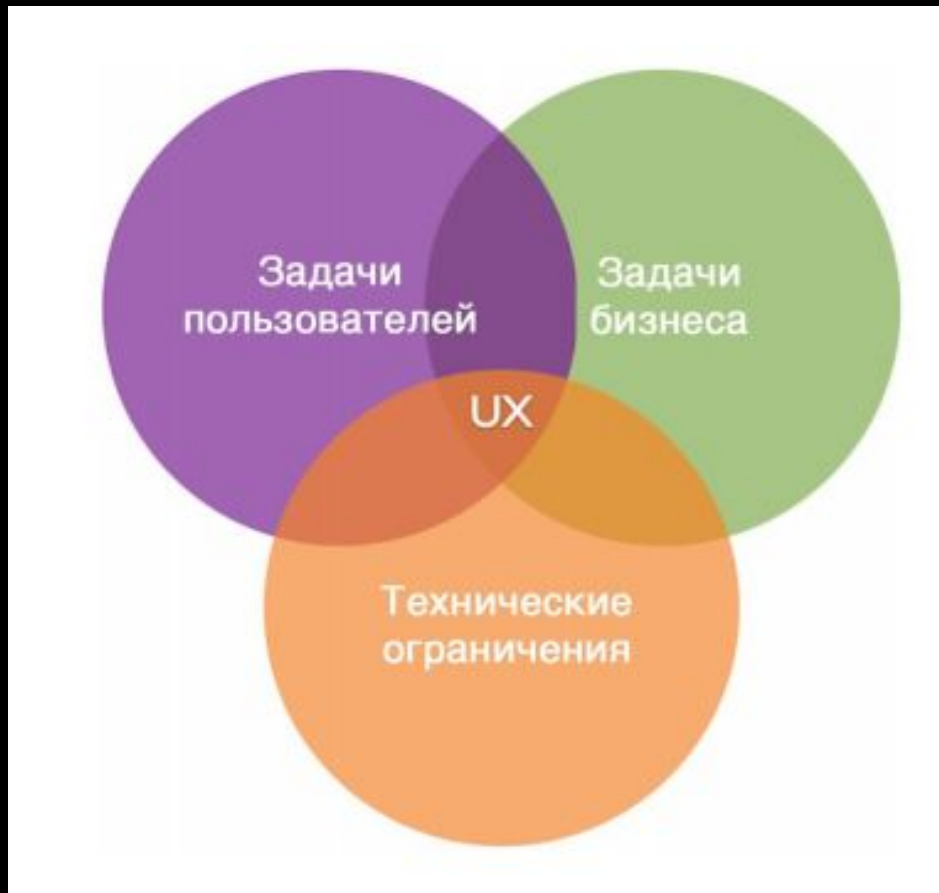 Задачи
пользователей
Задачи
бизнеса
UX
Технические
ограничения